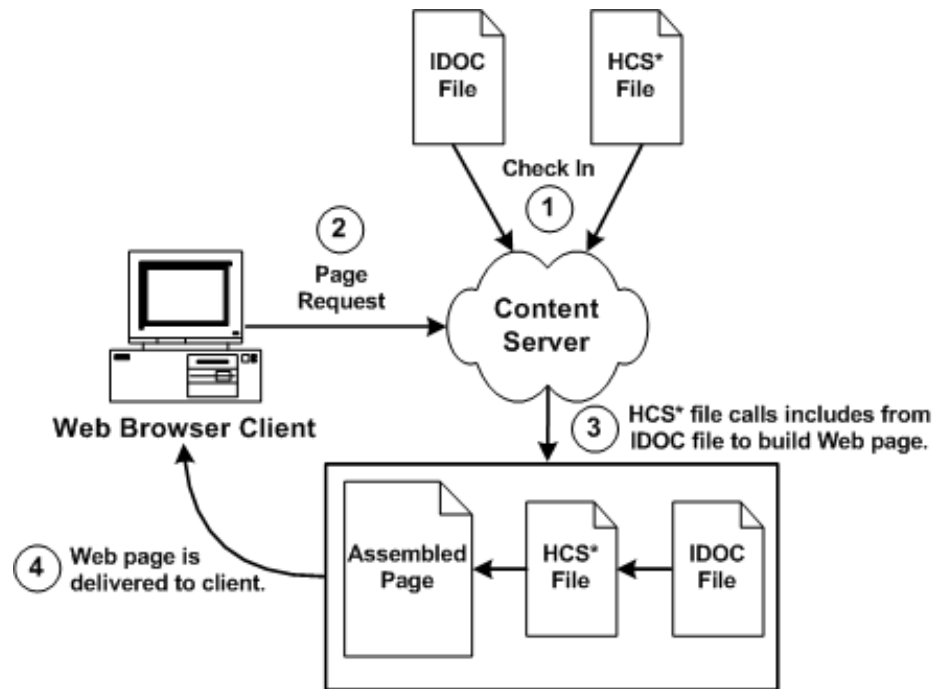 IDOC
File
HCS*
File
Check In
1
2
Page
Request
Content
Server
Web Browser Client
3
HCS* file calls includes from
IDOC file to build Web page.
4
Web page is
delivered to client.
Assembled
Page
HCS*
File
IDOC
File